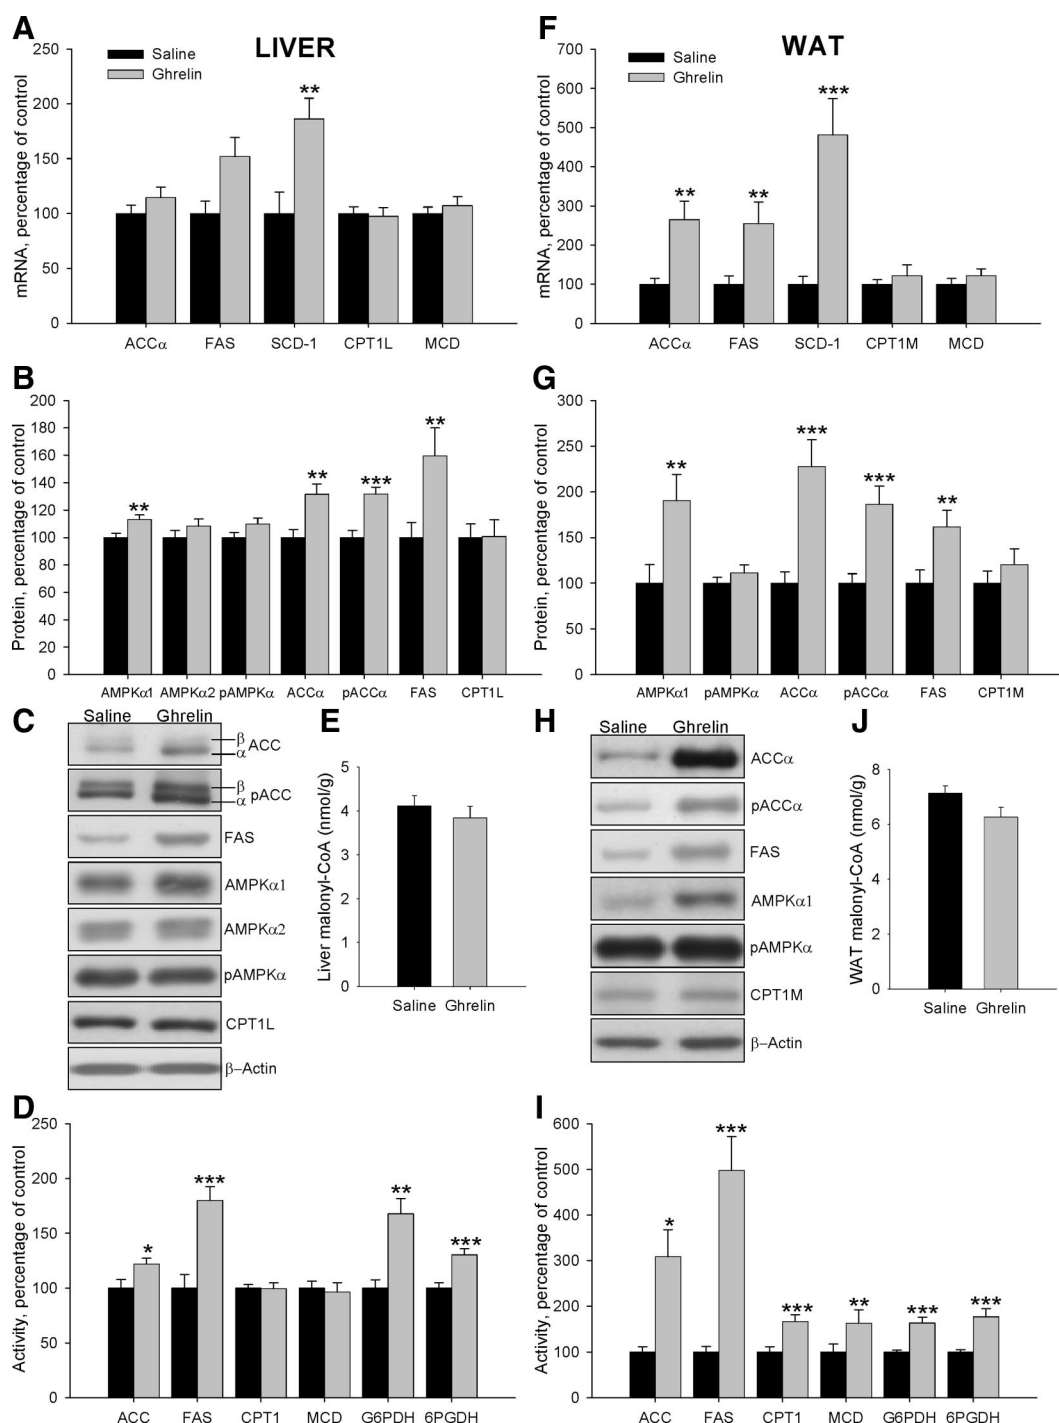 A
LIVER
Saline
Ghrelin
mRNA, percentage of control
250
200
150
100
50
0
**
ACCα FAS SCD-1 CPT1L MCD
F
WAT
Saline
Ghrelin
mRNA, percentage of control
700
600
500
400
300
200
100
0
** ** ***
ACCα FAS SCD-1 CPT1M MCD
B
Protein, percentage of control
200
180
160
140
120
100
80
60
40
20
0
** ** *** **
AMPKα1 AMPKα2 pAMPKα ACCα pACCα FAS CPT1L
G
Protein, percentage of control
300
250
200
150
100
50
0
** *** *** **
AMPKα1 pAMPKα ACCα pACCα FAS CPT1M
C
Saline Ghrelin
β
α ACC
β
α pACC
FAS
AMPKα1
AMPKα2
pAMPKα
CPT1L
β–Actin
E
Liver malonyl-CoA (nmol/g)
5
4
3
2
1
0
Saline Ghrelin
H
Saline Ghrelin
ACCα
pACCα
FAS
AMPKα1
pAMPKα
CPT1M
β–Actin
J
WAT malonyl-CoA (nmol/g)
8
6
4
2
0
Saline Ghrelin
D
Activity, percentage of control
250
200
150
100
50
0
* *** ** ***
ACC FAS CPT1 MCD G6PDH 6PGDH
I
Activity, percentage of control
600
500
400
300
200
100
0
* *** *** ** *** ***
ACC FAS CPT1 MCD G6PDH 6PGDH